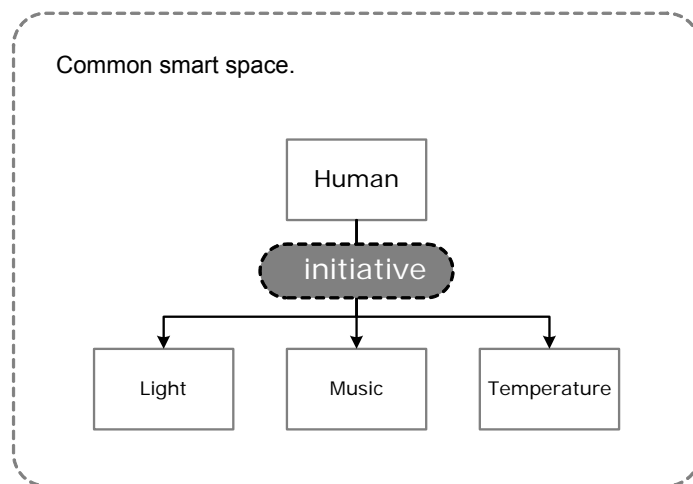 Common smart space.
Human
initiative
Light
Music
Temperature